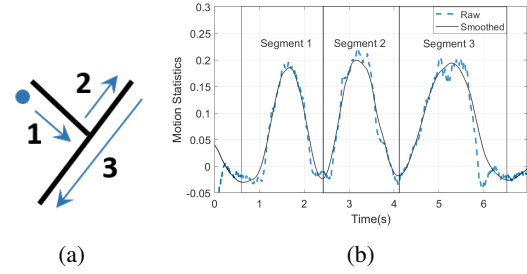 1
2
3
(a)
0.3
0.25
0.2
0.15
0.1
0.05
0
-0.05
Motion Statistics
Segment 1
Segment 2
Segment 3
Raw
Smoothed
0 1 2 3 4 5 6
Time(s)
(b)